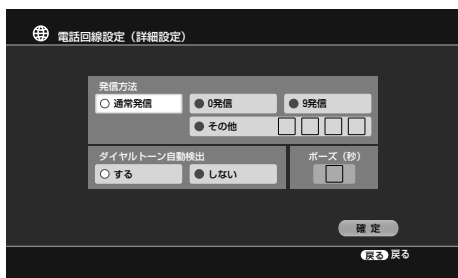 電話回線設定（詳細設定）
発信方法
通常発信 0発信 9発信
その他
ダイヤルトーン自動検出 ポーズ（秒）
する しない
確定
戻る 戻る